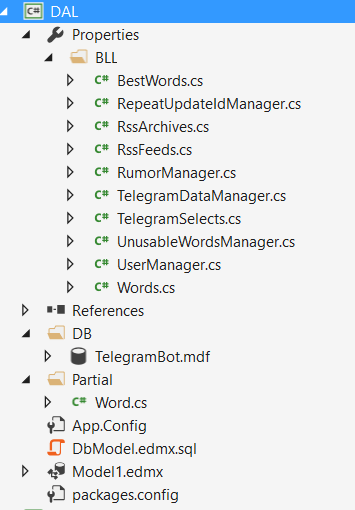 C# DAL
Properties
BLL
C# BestWords.cs
C# RepeatUpdateIdManager.cs
C# RssArchives.cs
C# RssFeeds.cs
C# RumorManager.cs
C# TelegramDataManager.cs
C# TelegramSelects.cs
C# UnusableWordsManager.cs
C# UserManager.cs
C# Words.cs
References
DB
TelegramBot.mdf
Partial
C# Word.cs
App.Config
DbModel.edmx.sql
Model1.edmx
packages.config